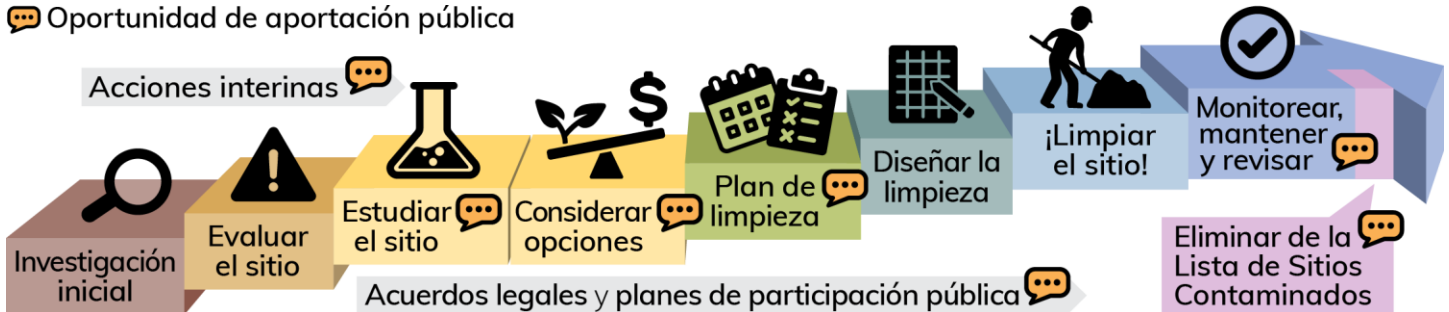 Oportunidad de aportación pública
Acciones interinas
Investigación
inicial
Evaluar
el sitio
Estudiar
el sitio
Considerar
opciones
Plan de
limpieza
Diseñar la
limpieza
¡Limpiar
el sitio!
Monitorear,
mantener
y revisar
Eliminar de la
Lista de Sitios
Contaminados
Acuerdos legales y planes de participación pública